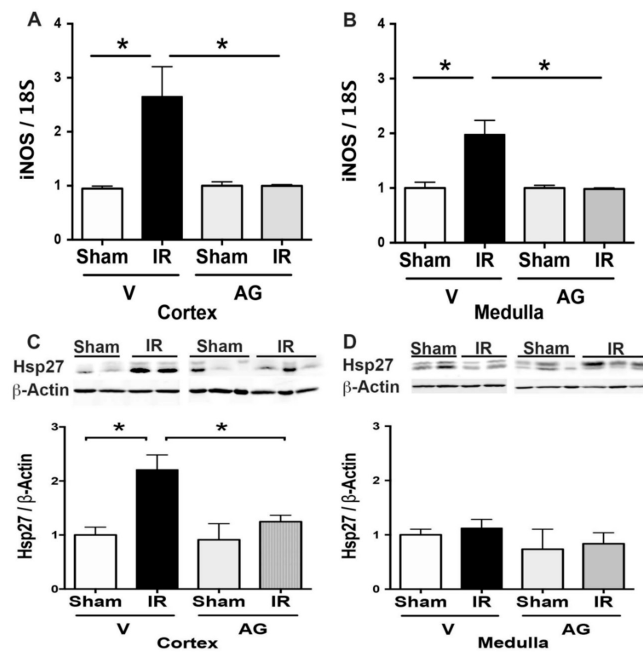 A
B
4
3
2
1
0
iNOS / 18S
*
*
Sham IR Sham IR
V AG
Cortex
4
3
2
1
0
iNOS / 18S
*
*
Sham IR Sham IR
V AG
Medulla
C
Sham IR Sham IR
Hsp27
β-Actin
D
Sham IR Sham IR
Hsp27
β-Actin
3
2
1
0
Hsp27 / β-Actin
*
*
Sham IR Sham IR
V AG
Cortex
3
2
1
0
Hsp27 / β-Actin
Sham IR Sham IR
V AG
Medulla